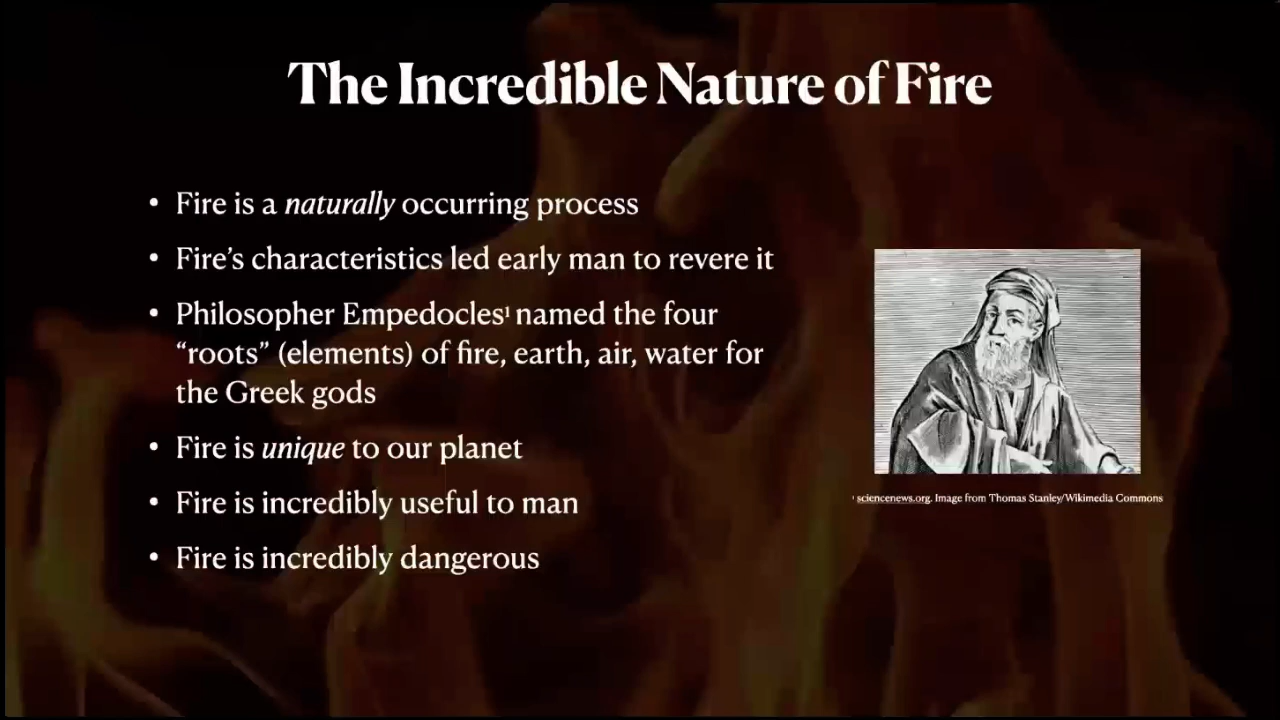 The Incredible Nature of Fire
• Fire is a naturally occurring process
• Fire’s characteristics led early man to revere it
• Philosopher Empedocles¹ named the four
“roots” (elements) of fire, earth, air, water for
the Greek gods
• Fire is unique to our planet
• Fire is incredibly useful to man
• Fire is incredibly dangerous
¹ sciencenews.org. Image from Thomas Stanley/Wikimedia Commons